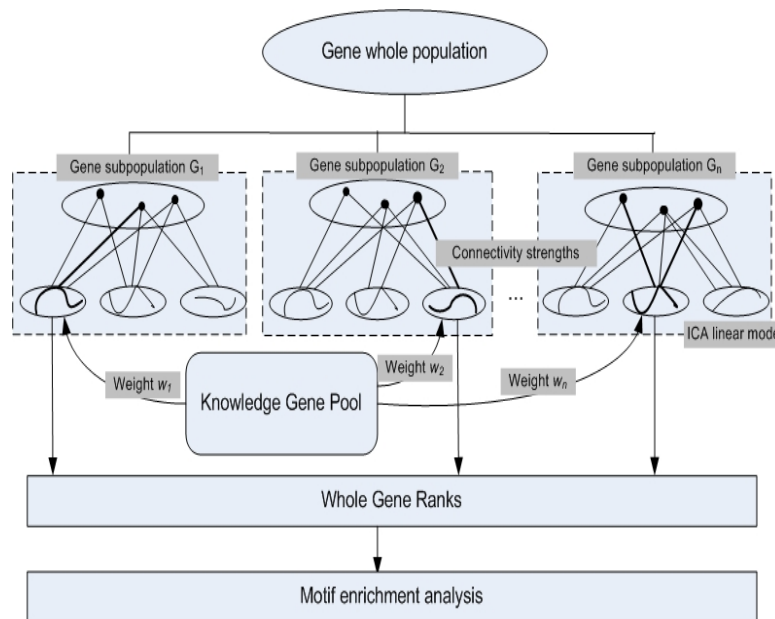 Gene whole population
Gene subpopulation G1
Gene subpopulation G2
Gene subpopulation Gn
Connectivity strengths
...
ICA linear mode
Weight w1
Weight w2
Weight wn
Knowledge Gene Pool
Whole Gene Ranks
Motif enrichment analysis